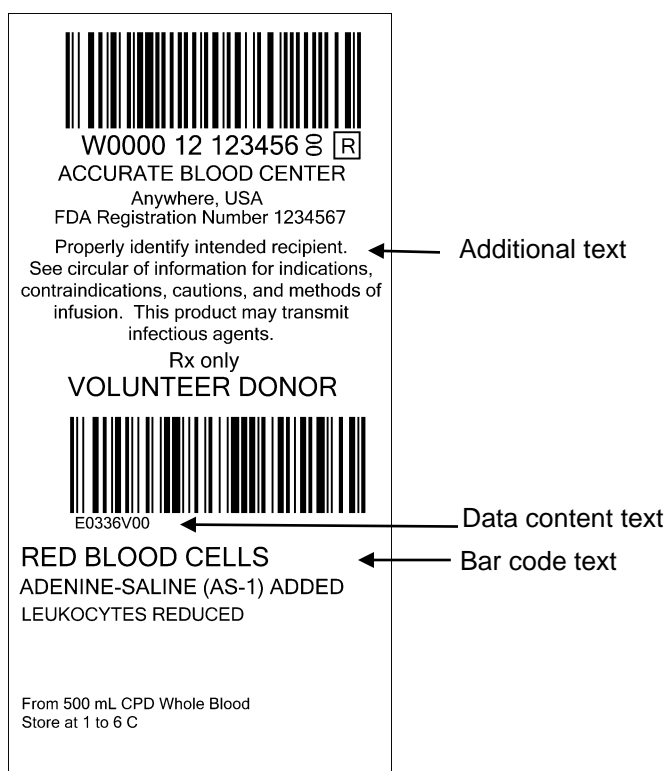 W0000 12 123456 00 R
ACCURATE BLOOD CENTER
Anywhere, USA
FDA Registration Number 1234567
Properly identify intended recipient.
See circular of information for indications,
contraindications, cautions, and methods of
infusion. This product may transmit
infectious agents.
Rx only
VOLUNTEER DONOR
E0336V00
RED BLOOD CELLS
ADENINE-SALINE (AS-1) ADDED
LEUKOCYTES REDUCED
From 500 mL CPD Whole Blood
Store at 1 to 6 C
Additional text
Data content text
Bar code text